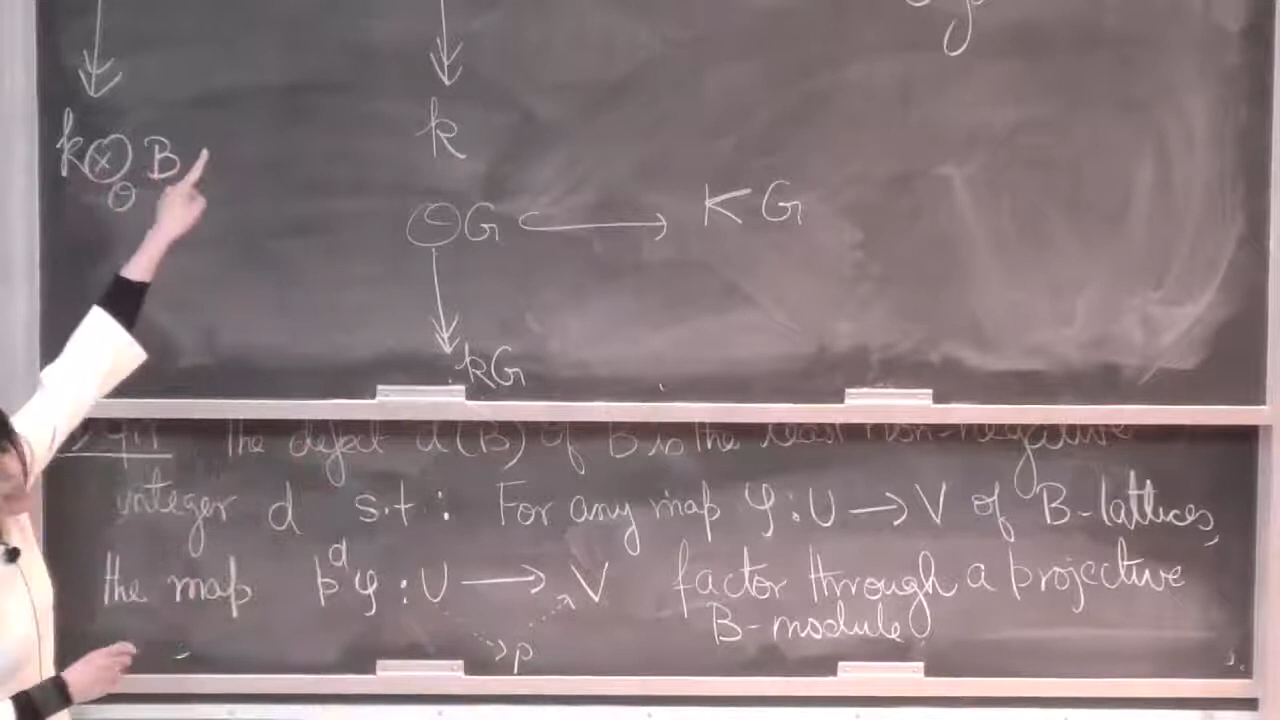 k
k ⊗ B
O
OG ↪ KG
kG
Defn: The defect d(B) of B is the least non-negative
integer d s.t : For any map φ : U → V of B-lattices,
the map p^d φ : U → V factor through a projective
B-module
P